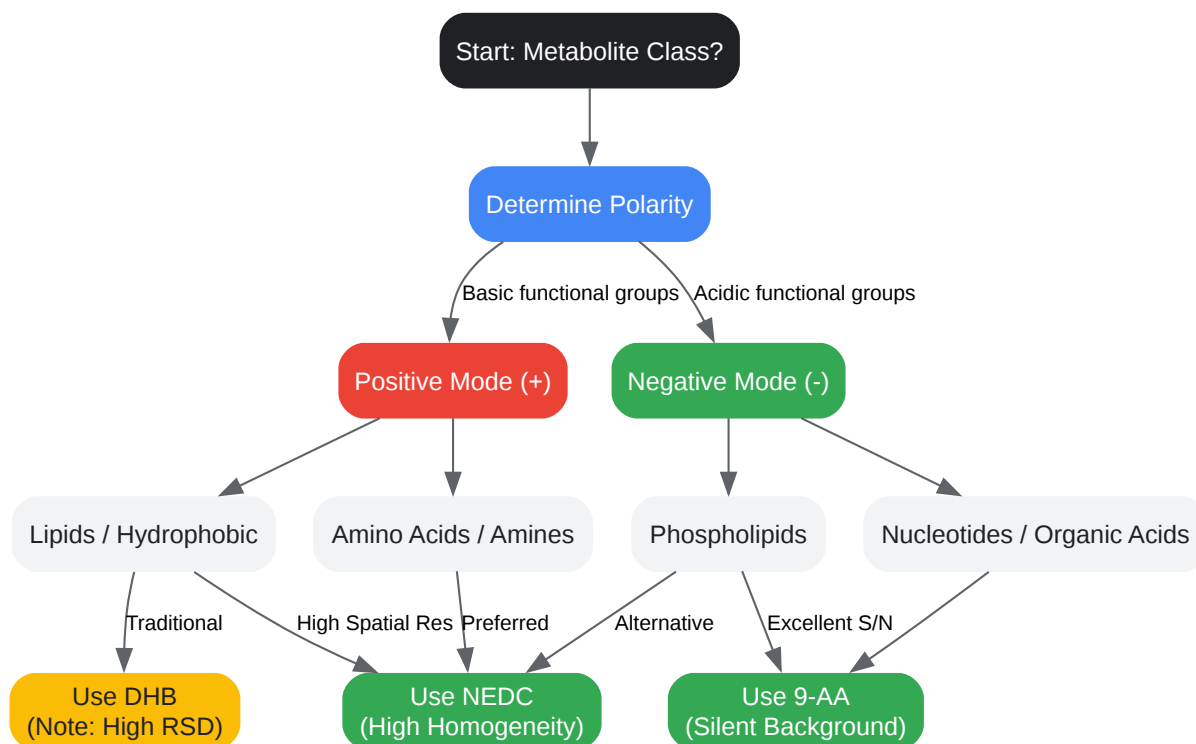 Start: Metabolite Class?
Determine Polarity
Basic functional groups
Acidic functional groups
Positive Mode (+)
Negative Mode (-)
Lipids / Hydrophobic
Amino Acids / Amines
Phospholipids
Nucleotides / Organic Acids
Traditional
High Spatial Res
Preferred
Alternative
Excellent S/N
Use DHB
(Note: High RSD)
Use NEDC
(High Homogeneity)
Use 9-AA
(Silent Background)